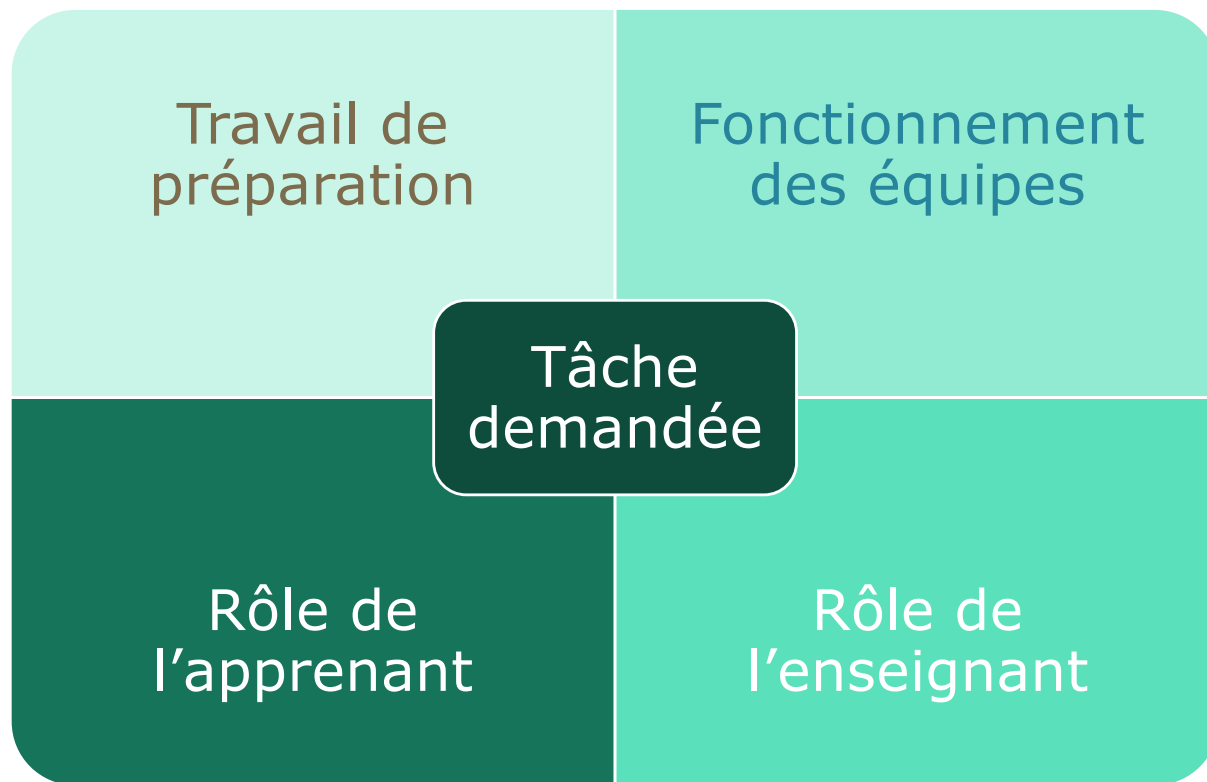 Travail de
préparation
Fonctionnement
des équipes
Tâche
demandée
Rôle de
l’apprenant
Rôle de
l’enseignant